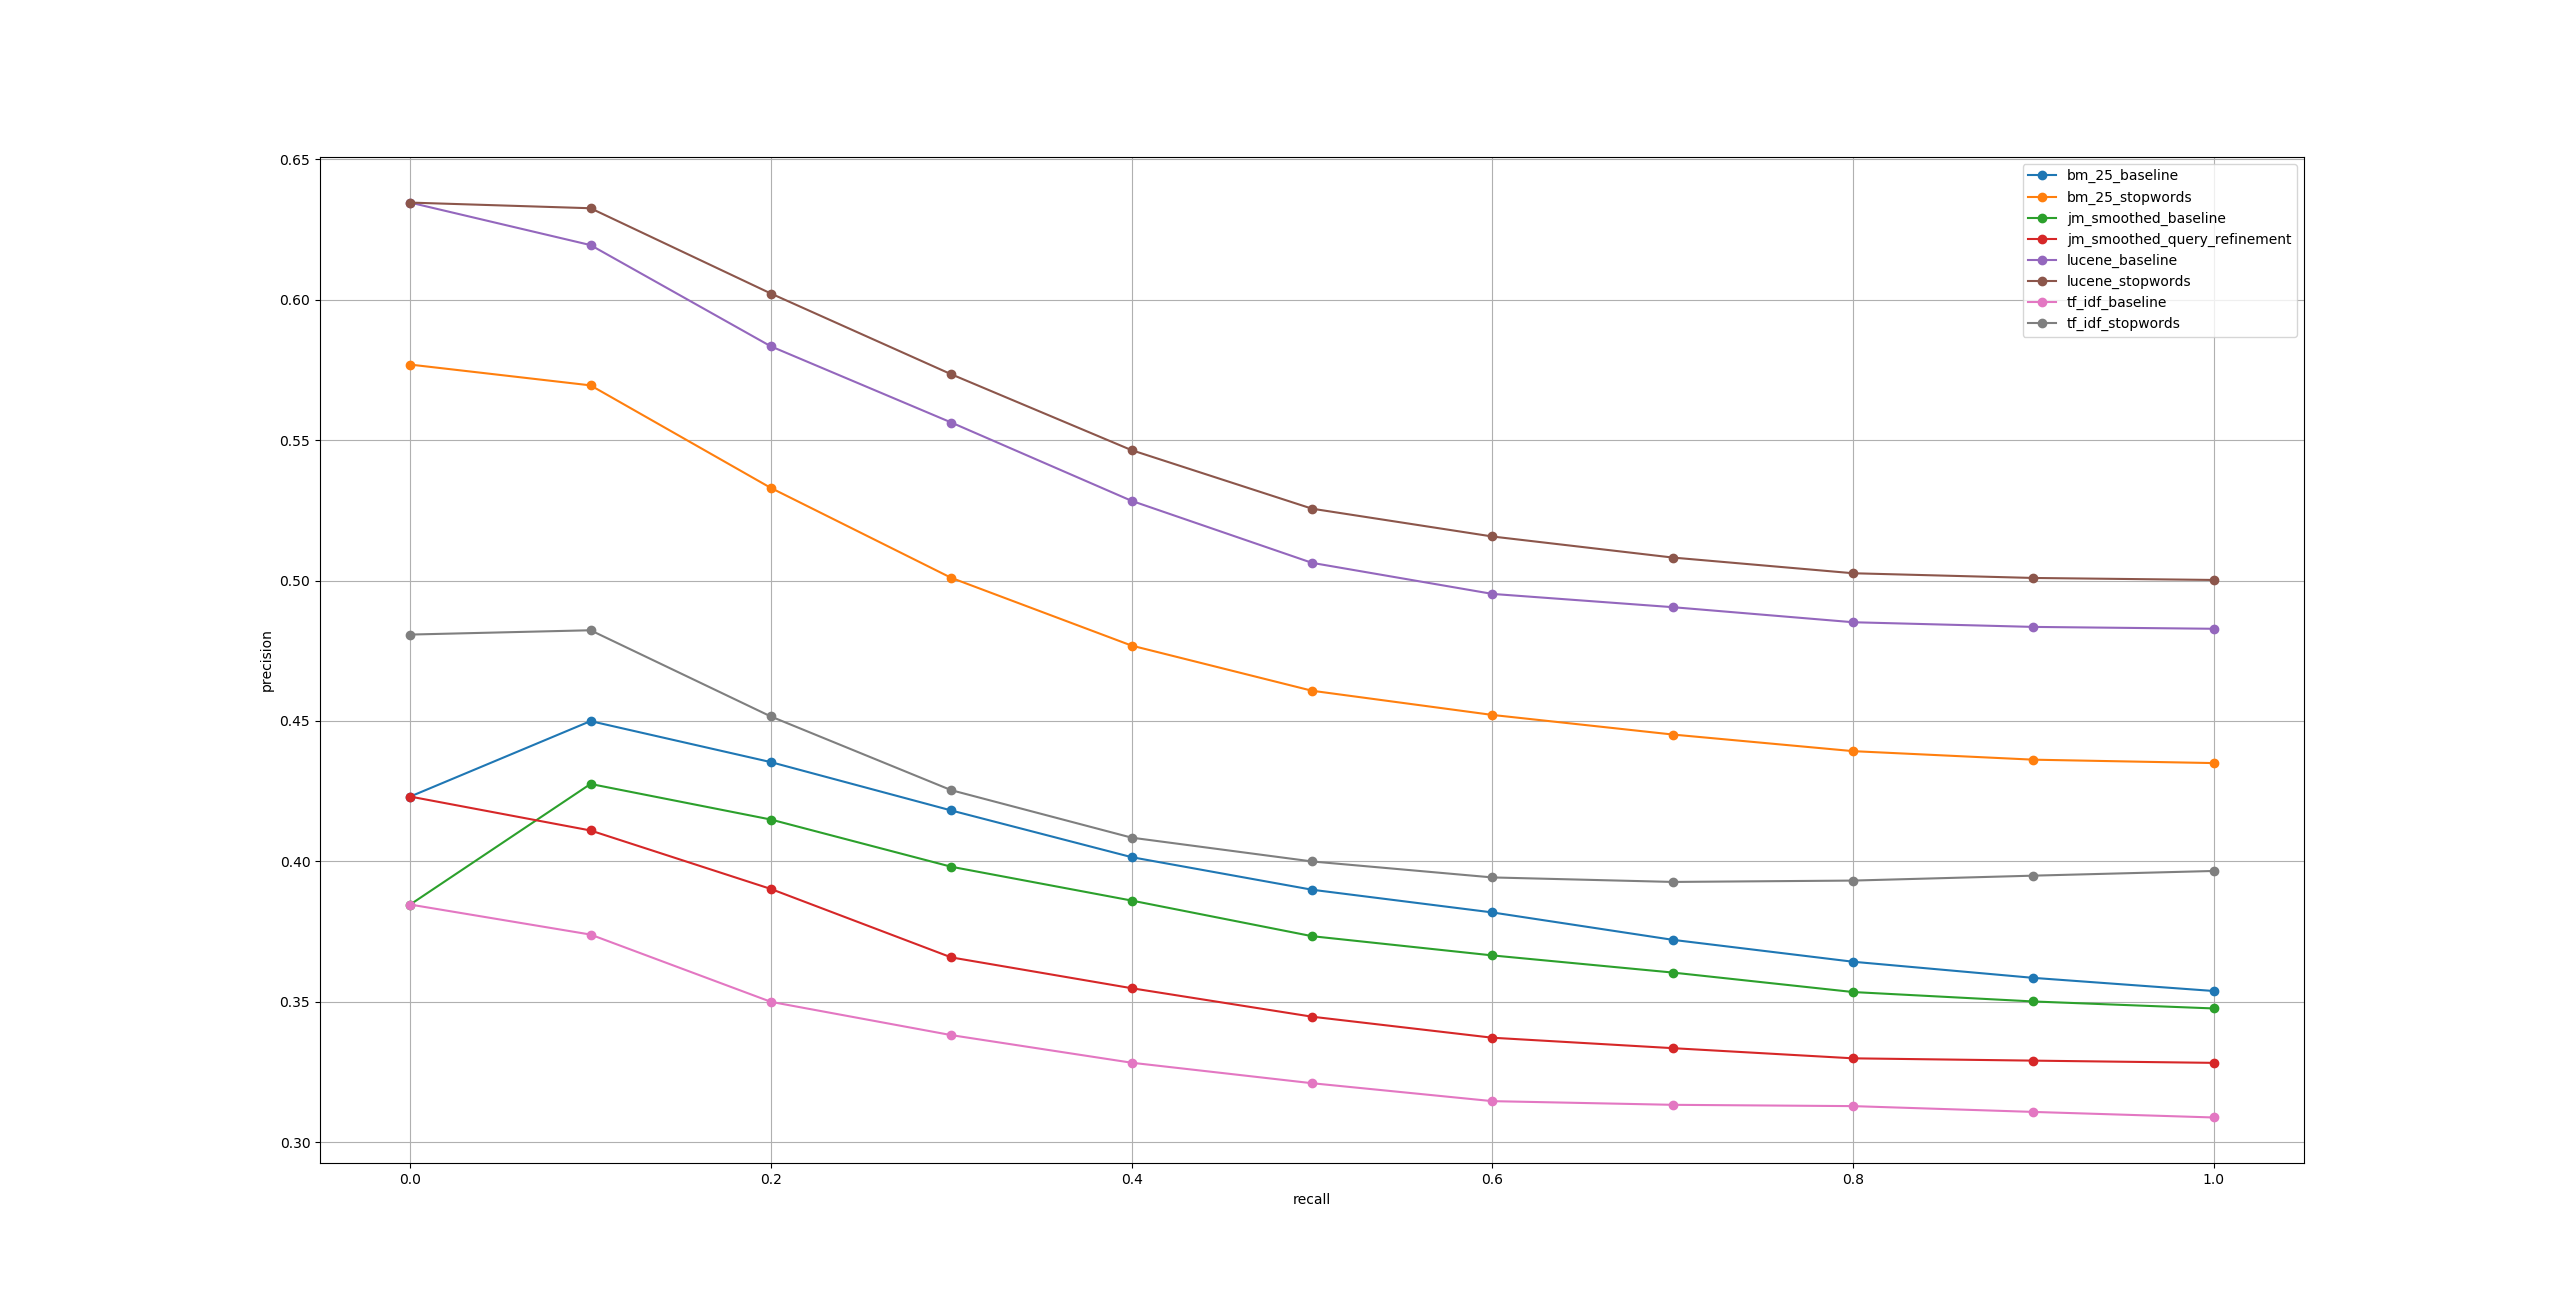 0.65
0.60
0.55
0.50
0.45
0.40
0.35
0.30
precision
0.0 0.2 0.4 0.6 0.8 1.0
recall
bm_25_baseline
bm_25_stopwords
jm_smoothed_baseline
jm_smoothed_query_refinement
lucene_baseline
lucene_stopwords
tf_idf_baseline
tf_idf_stopwords